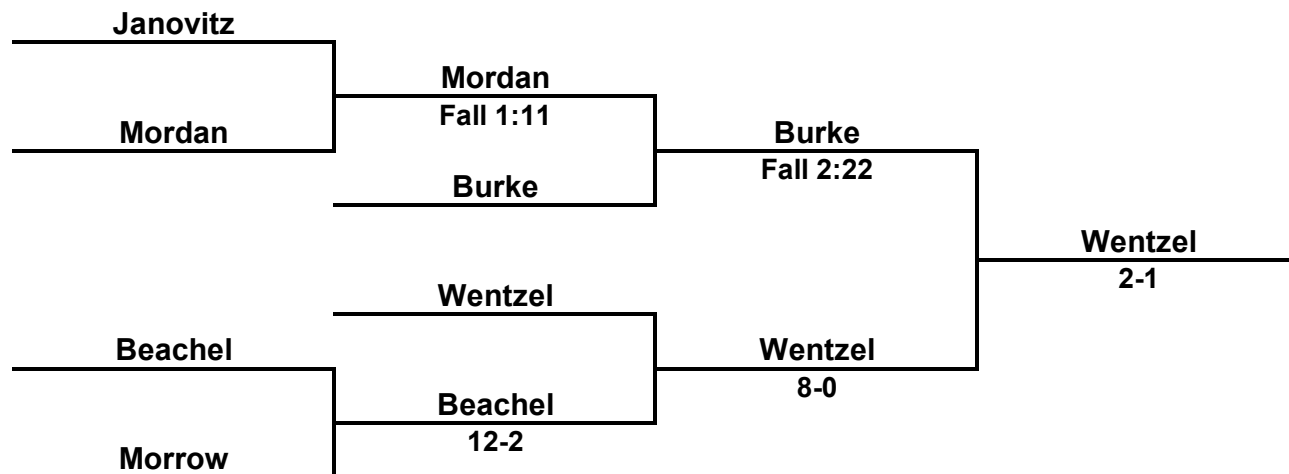 Janovitz
Mordan
Fall 1:11
Mordan
Burke
Fall 2:22
Burke
Wentzel
2-1
Wentzel
Beachel
Wentzel
8-0
Beachel
12-2
Morrow